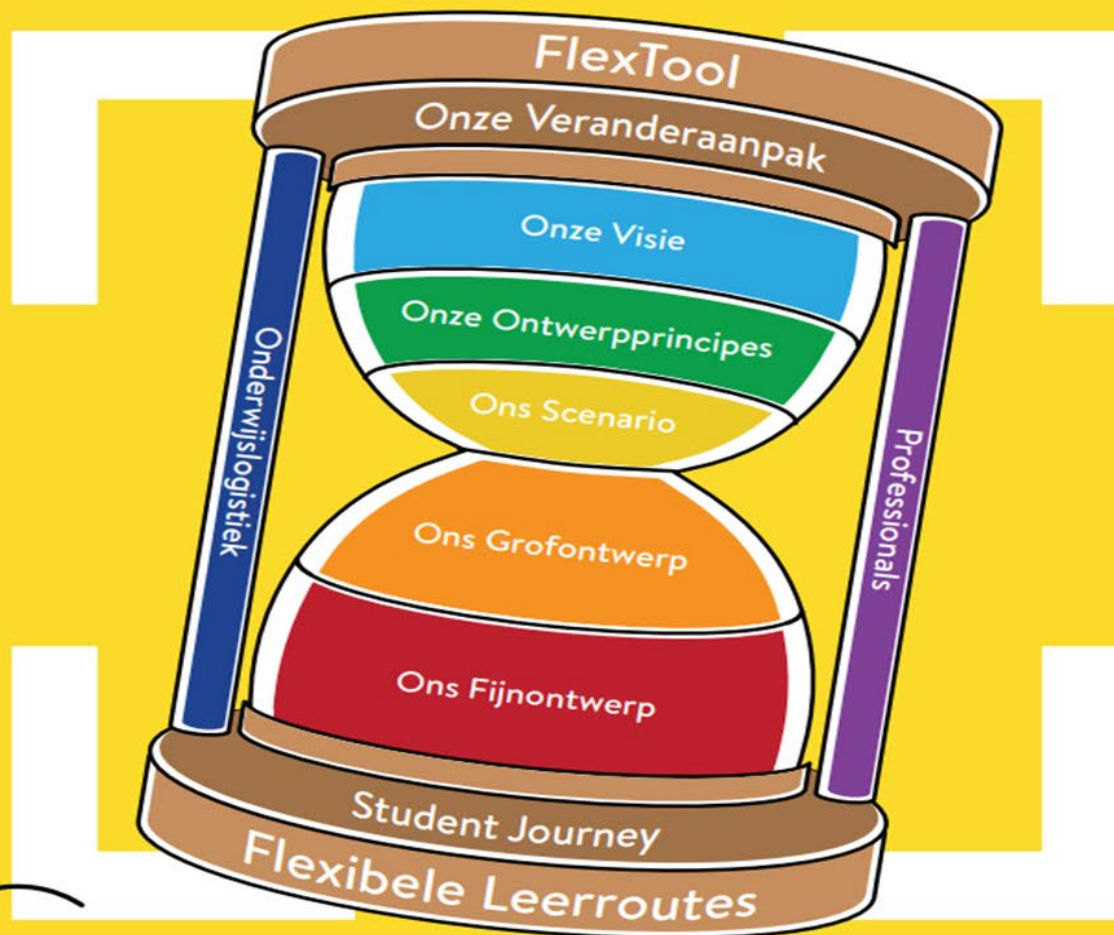 FlexTool
Onze Veranderaanpak
Onze Visie
Onze Ontwerpprincipes
Ons Scenario
Onderwijslogistiek
Professionals
Ons Grofontwerp
Ons Fijnontwerp
Student Journey
Flexibele Leerroutes